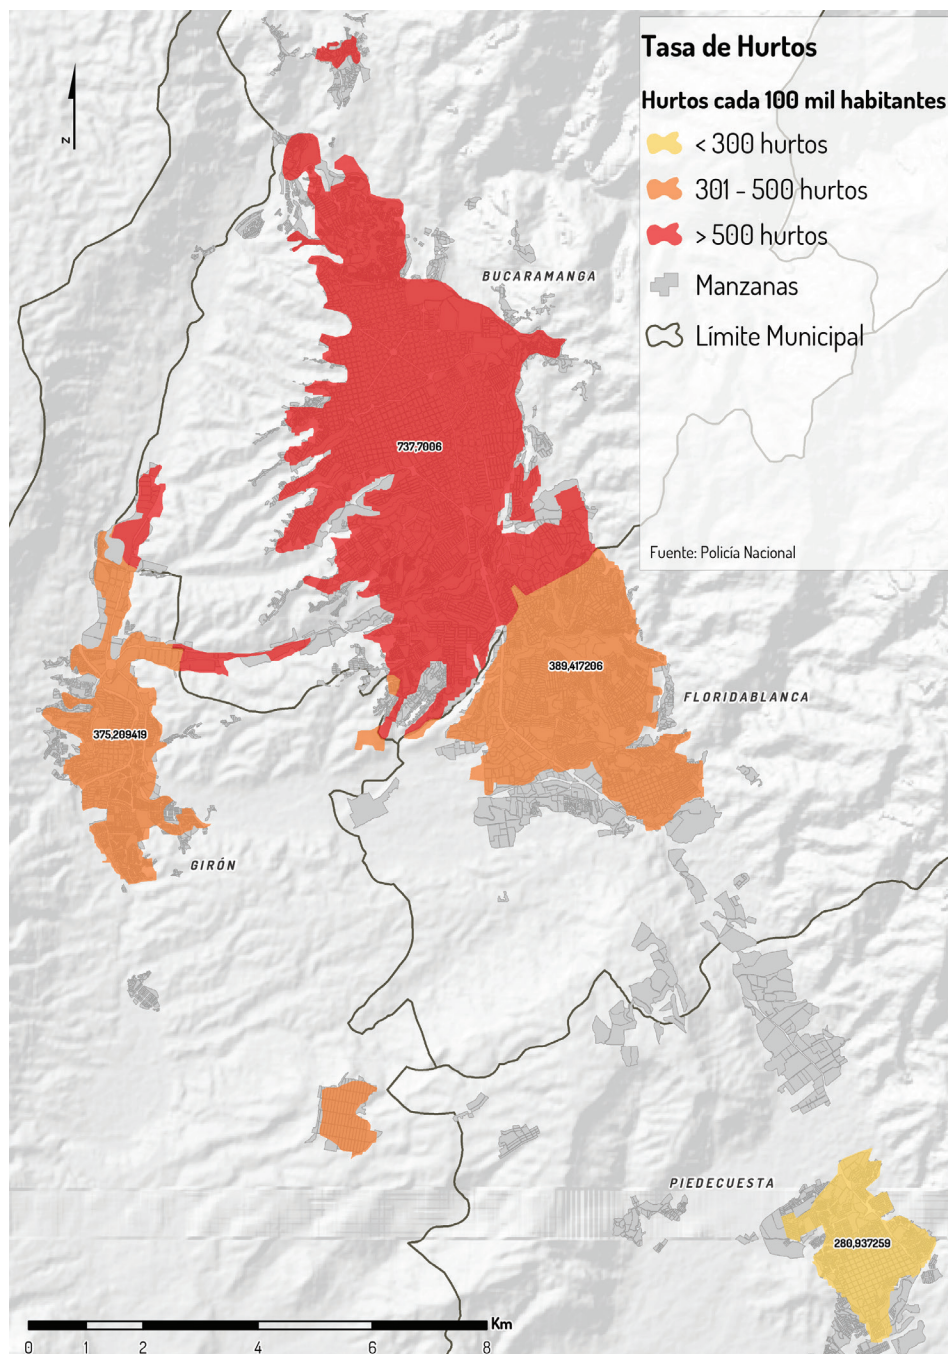 Tasa de Hurtos
Hurtos cada 100 mil habitantes
< 300 hurtos
301 - 500 hurtos
> 500 hurtos
Manzanas
Límite Municipal
Fuente: Policía Nacional
N
BUCARAMANGA
737,7006
389,417206
FLORIDABLANCA
375,209419
GIRÓN
PIEDECUESTA
280,937259
Km
0 1 2 4 6 8